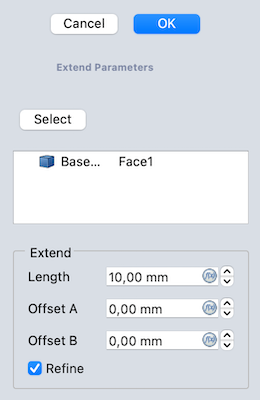 Cancel OK
Extend Parameters
Select
Base... Face1
Extend
Length 10,00 mm
Offset A 0,00 mm
Offset B 0,00 mm
Refine